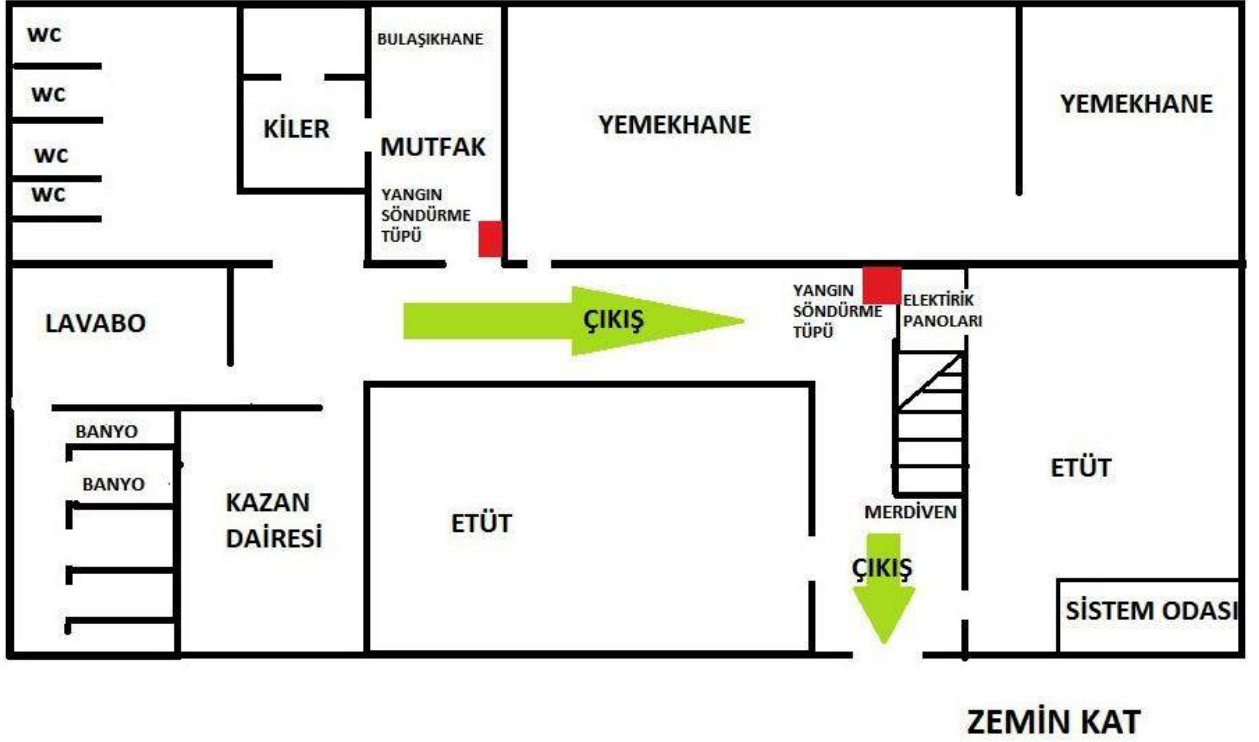 WC
WC
WC
WC
KİLER
BULAŞIKHANE
MUTFAK
YANGIN
SÖNDÜRME
TÜPÜ
YEMEKHANE
YEMEKHANE
LAVABO
ÇIKIŞ
YANGIN
SÖNDÜRME
TÜPÜ
ELEKTİRİK
PANOLARI
BANYO
BANYO
KAZAN
DAİRESİ
ETÜT
MERDİVEN
ÇIKIŞ
ETÜT
SİSTEM ODASI
ZEMİN KAT